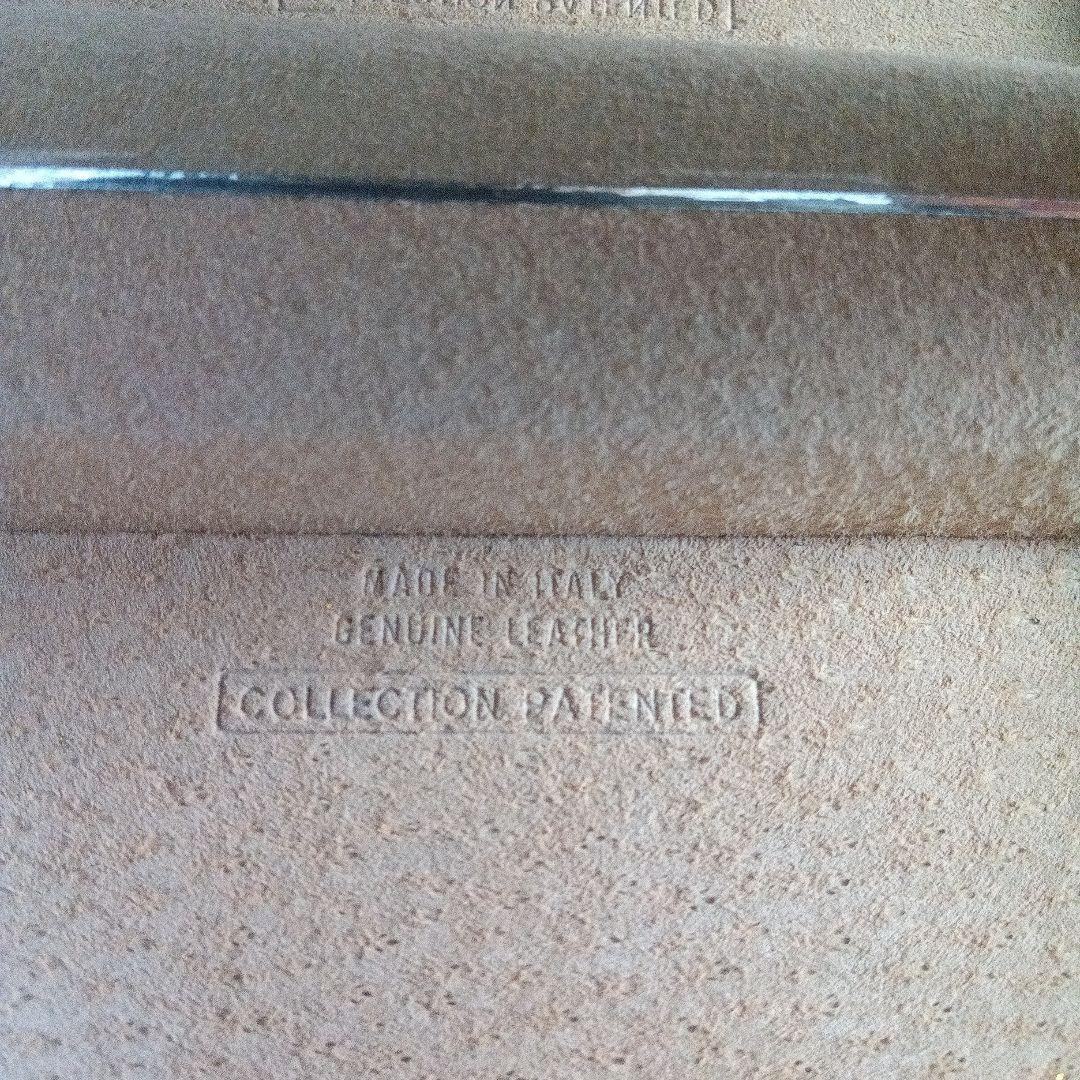 MADE IN ITALY
GENUINE LEATHER
COLLECTION PATENTED